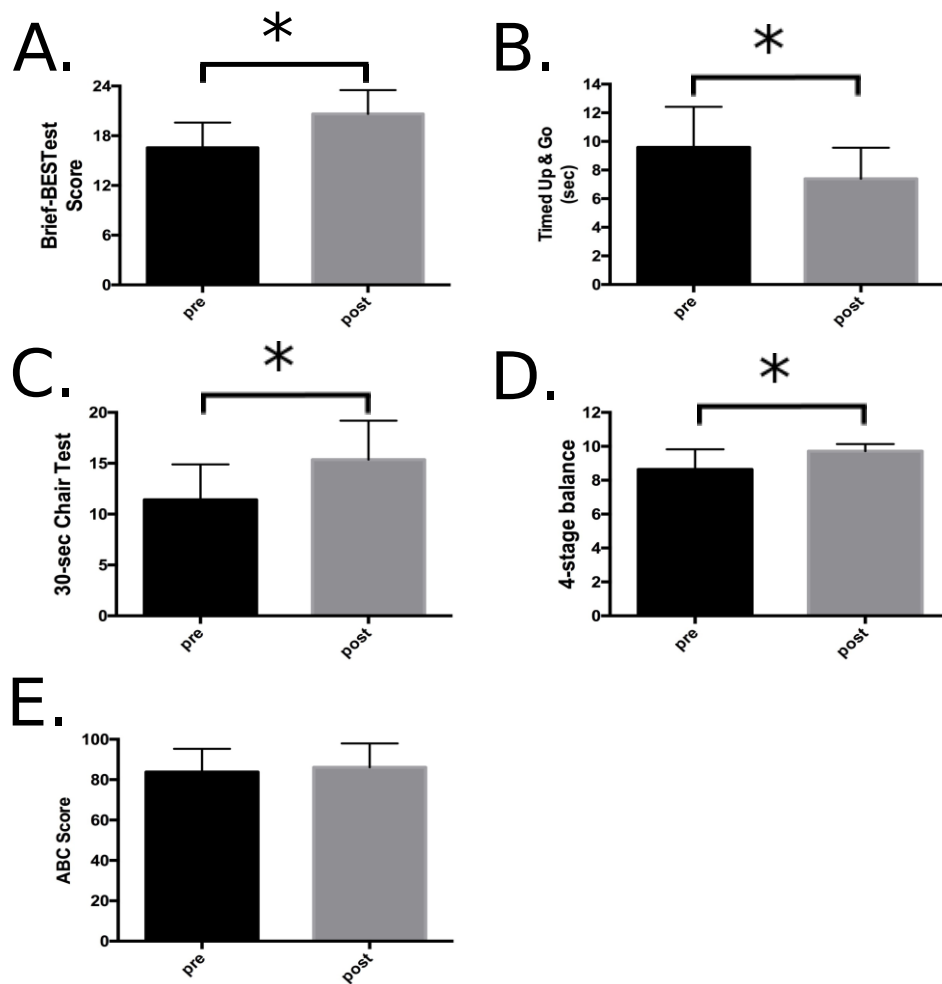 A.
*
Brief-BESTest
Score
24
18
12
6
0
pre
post
B.
*
Timed Up & Go
(sec)
14
12
10
8
6
4
2
0
pre
post
C.
*
30-sec Chair Test
20
15
10
5
0
pre
post
D.
*
4-stage balance
12
10
8
6
4
2
0
pre
post
E.
ABC Score
100
80
60
40
20
0
pre
post